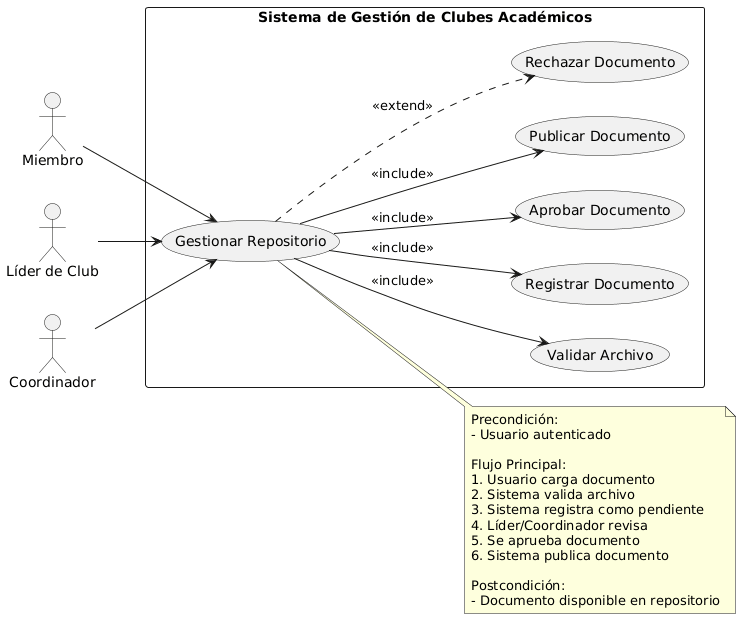 Sistema de Gestión de Clubes Académicos
Rechazar Documento
«extend»
Publicar Documento
Miembro
«include»
Aprobar Documento
«include»
Gestionar Repositorio
«include»
Líder de Club
Registrar Documento
«include»
Validar Archivo
Coordinador
Precondición:
- Usuario autenticado
Flujo Principal:
1. Usuario carga documento
2. Sistema valida archivo
3. Sistema registra como pendiente
4. Líder/Coordinador revisa
5. Se aprueba documento
6. Sistema publica documento
Postcondición:
- Documento disponible en repositorio